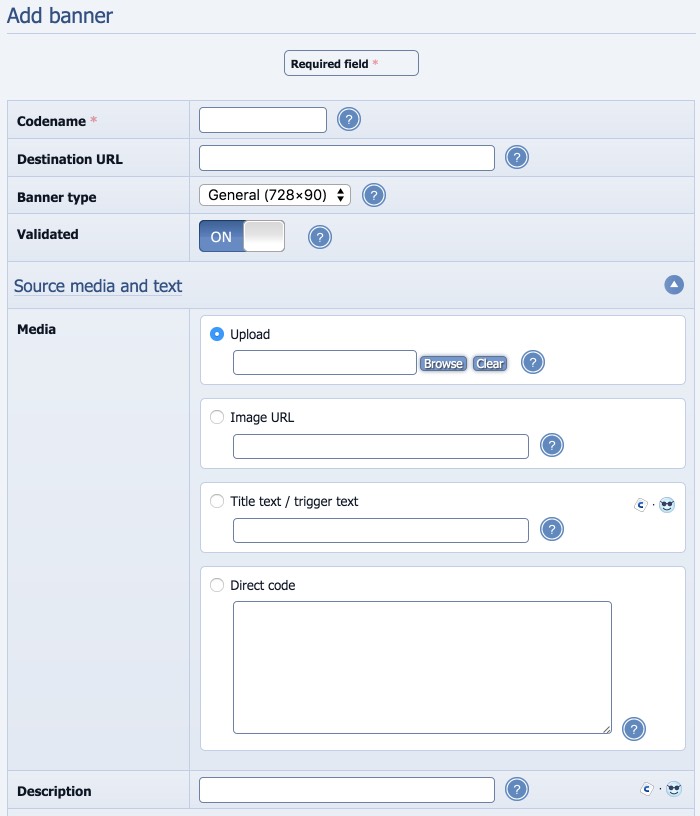 Add banner
Required field *
Codename * ?
Destination URL ?
Banner type General (728×90) ?
Validated ON ?
Source media and text
Media
Upload
Browse Clear ?
Image URL
?
Title text / trigger text c ·
?
Direct code
?
Description ? c ·